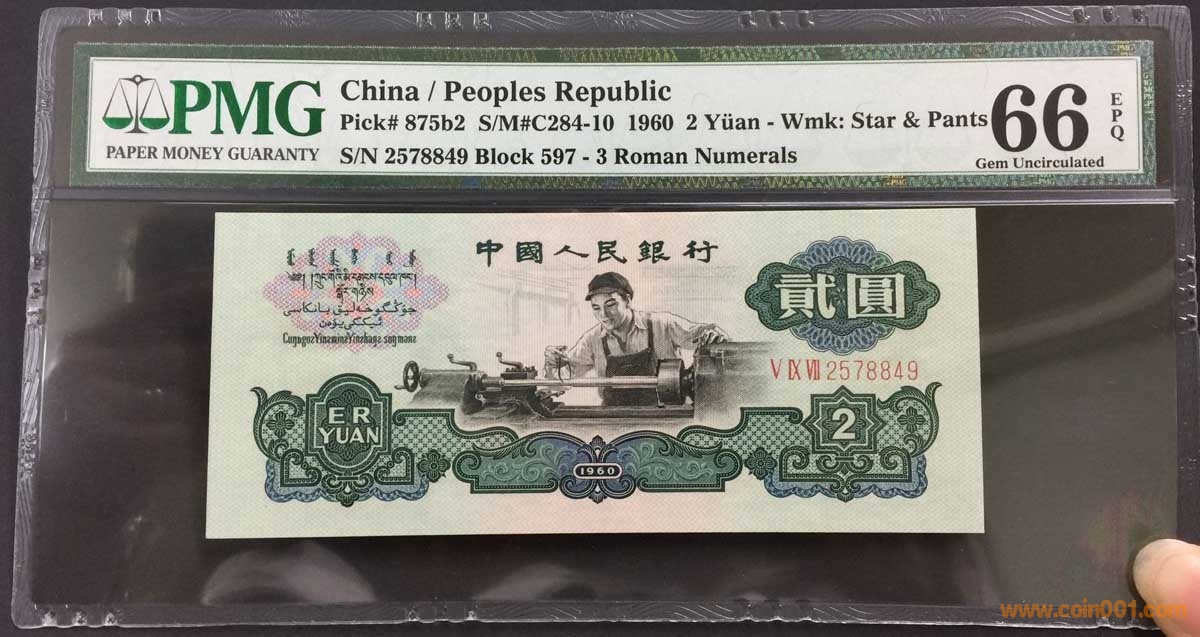 PMG
PAPER MONEY GUARANTY
China / Peoples Republic
Pick# 875b2 S/M#C284-10 1960 2 Yüan - Wmk: Star & Pants
S/N 2578849 Block 597 - 3 Roman Numerals
66
EPQ
Gem Uncirculated
中國人民銀行
貳圓
V IX VII 2578849
ER
YUAN
2
1960
www.coin001.com